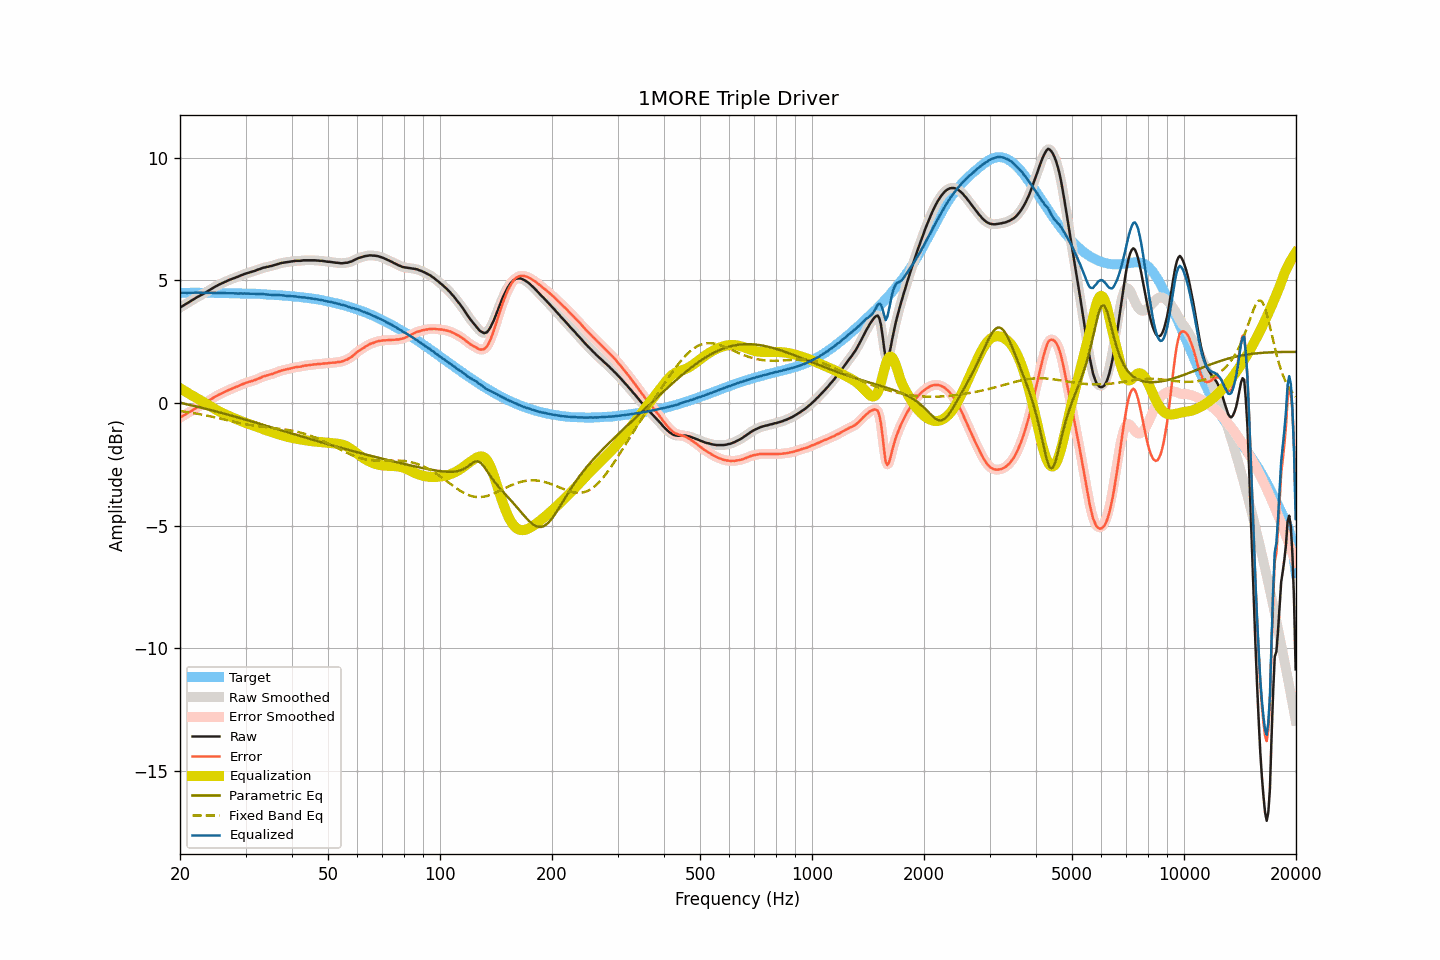 1MORE Triple Driver
Amplitude (dBr)
10
5
0
−5
−10
−15
Target
Raw Smoothed
Error Smoothed
Raw
Error
Equalization
Parametric Eq
Fixed Band Eq
Equalized
20 50 100 200 500 1000 2000 5000 10000 20000
Frequency (Hz)